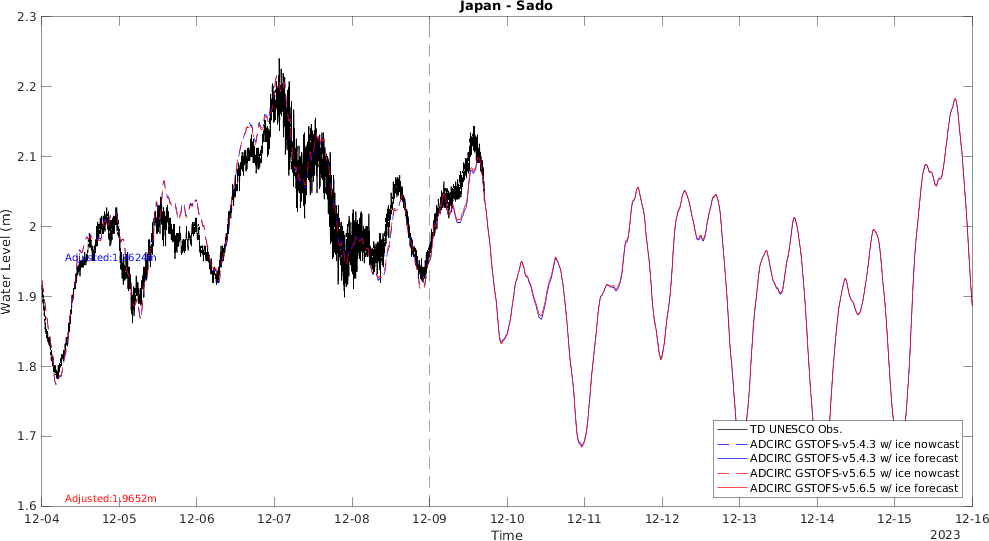 Japan - Sado
2.3
2.2
2.1
2
1.9
1.8
1.7
1.6
Water Level (m)
Adjusted:1.9624m
Adjusted:1.9652m
TD UNESCO Obs.
ADCIRC GSTOFS-v5.4.3 w/ ice nowcast
ADCIRC GSTOFS-v5.4.3 w/ ice forecast
ADCIRC GSTOFS-v5.6.5 w/ ice nowcast
ADCIRC GSTOFS-v5.6.5 w/ ice forecast
12-04 12-05 12-06 12-07 12-08 12-09 12-10 12-11 12-12 12-13 12-14 12-15 12-16
Time
2023